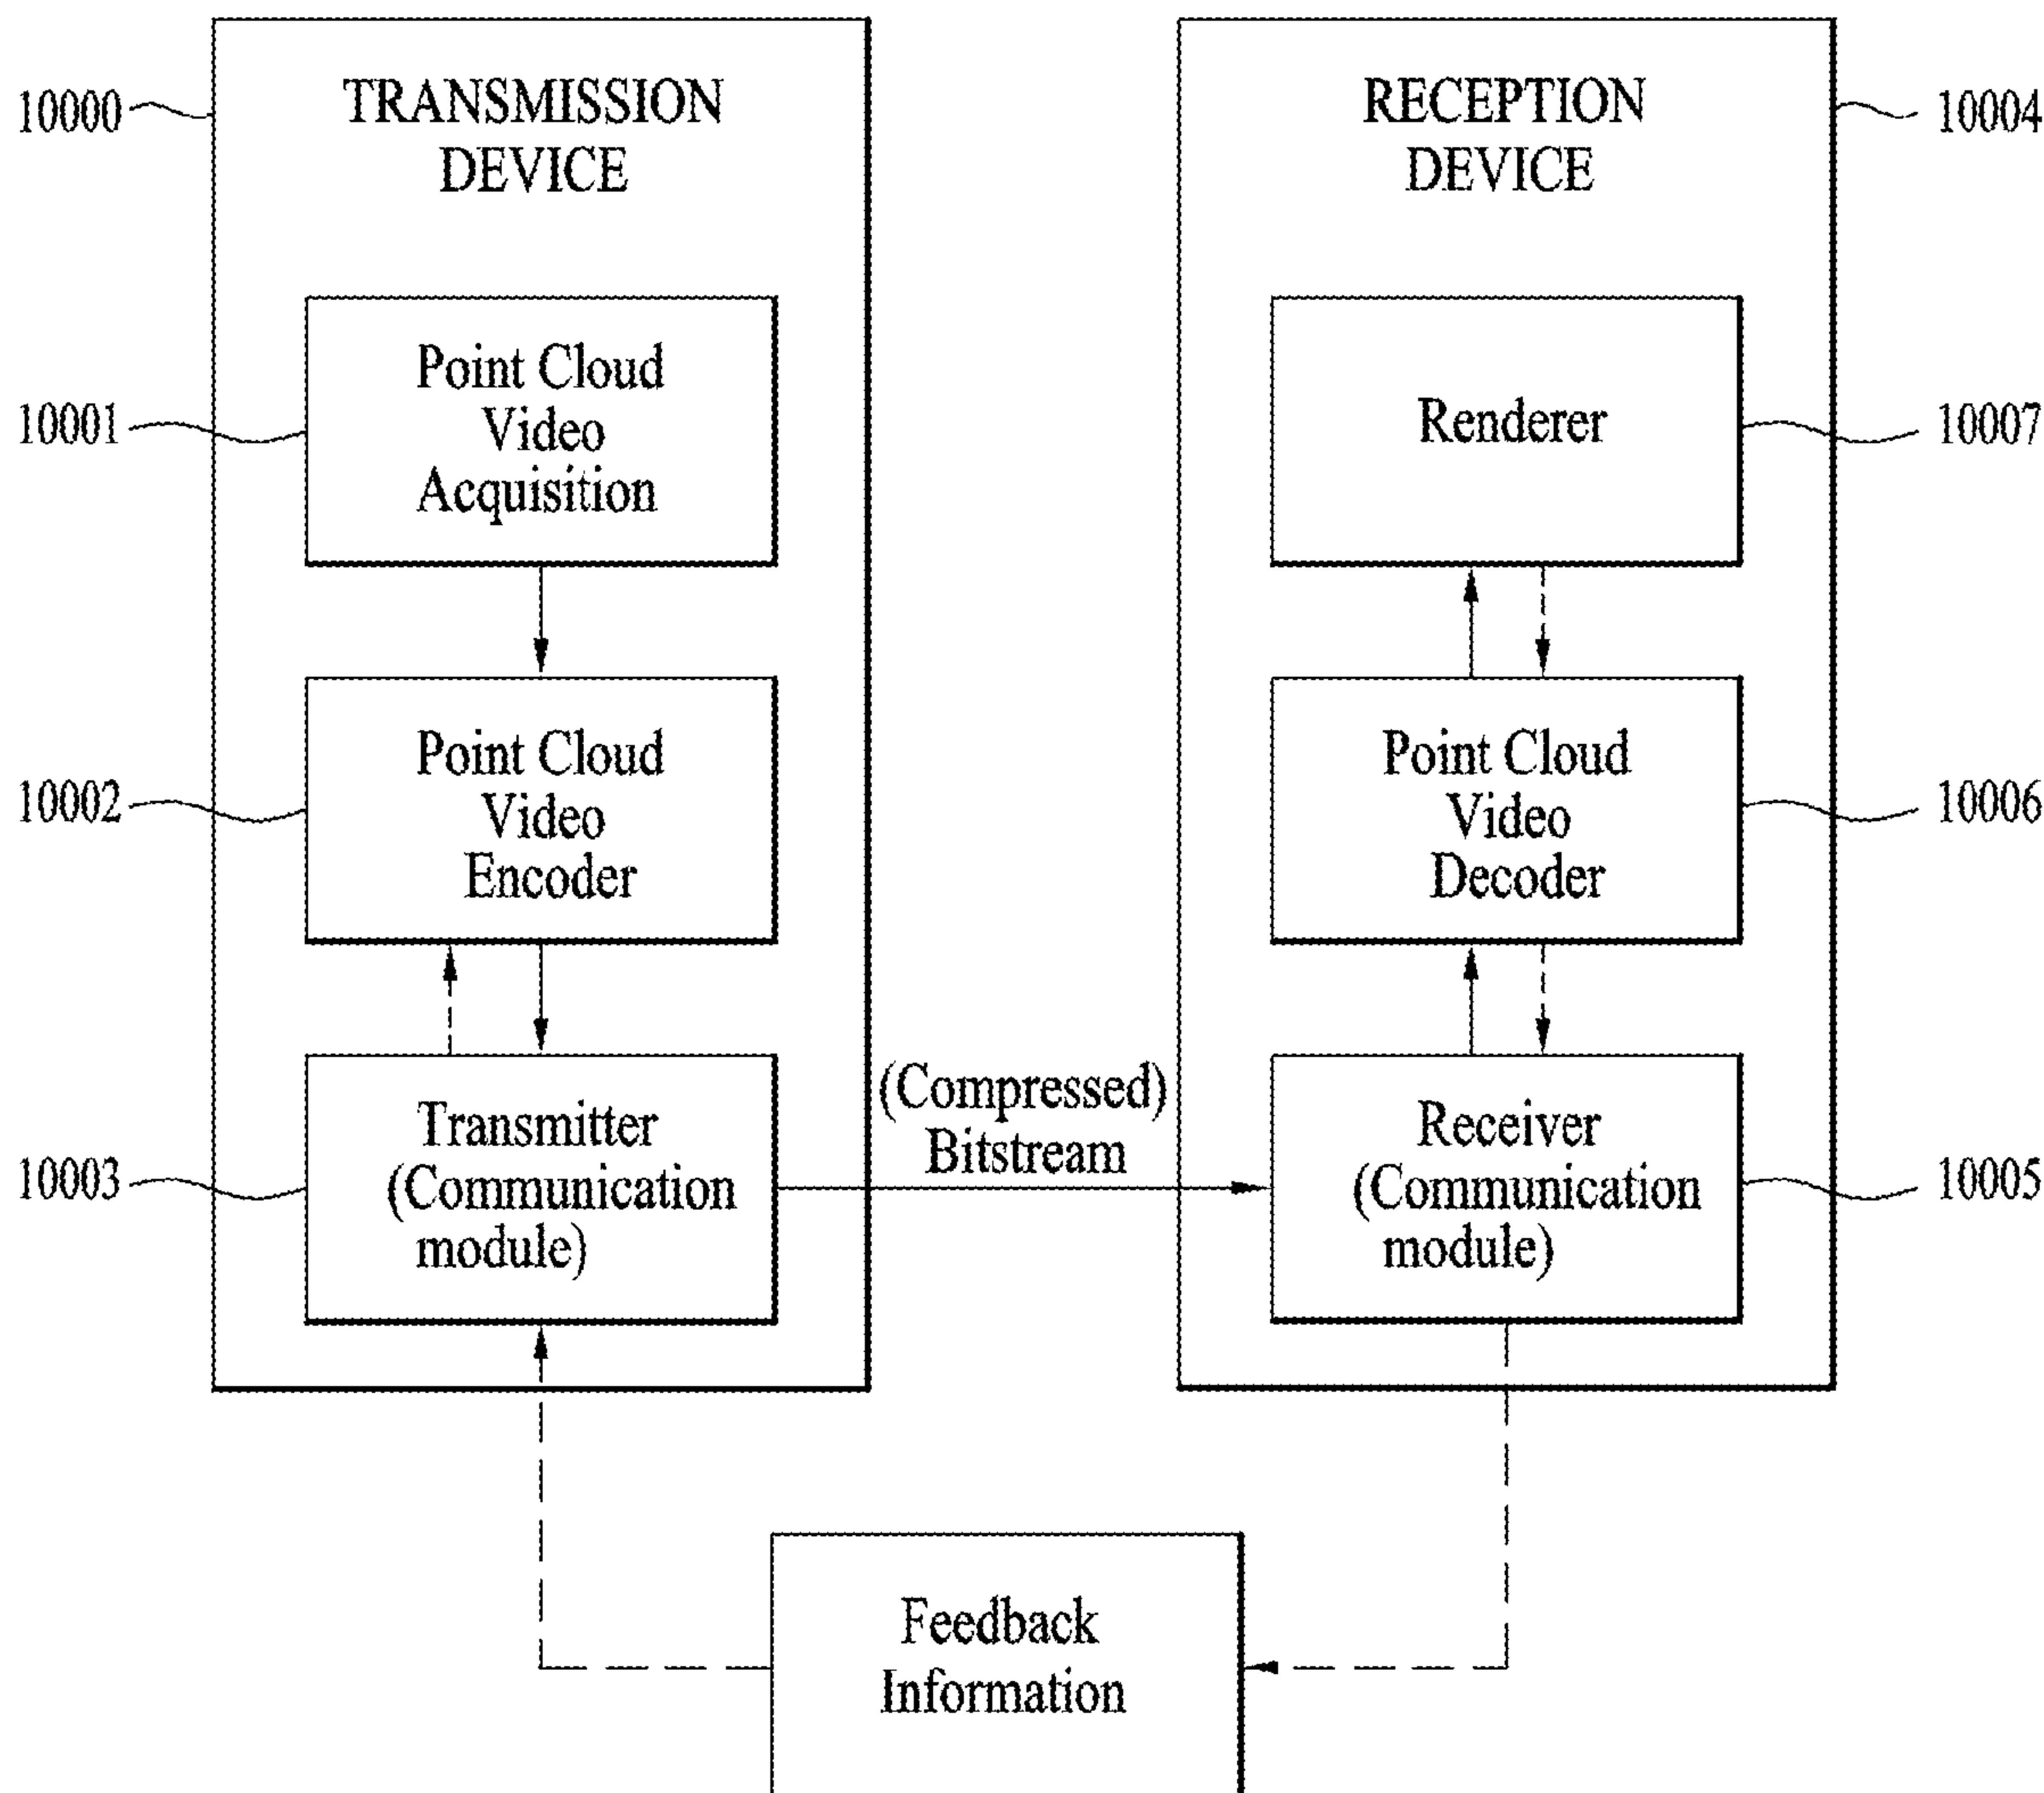 TRANSMISSION
DEVICE
10000
Point Cloud
Video
Acquisition
10001
Point Cloud
Video
Encoder
10002
Transmitter
(Communication
module)
10003
(Compressed)
Bitstream
RECEPTION
DEVICE
10004
Renderer
10007
Point Cloud
Video
Decoder
10006
Receiver
(Communication
module)
10005
Feedback
Information